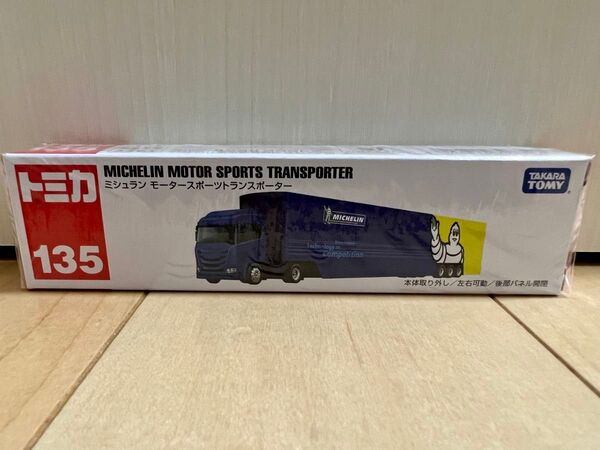 トミカ
135
MICHELIN MOTOR SPORTS TRANSPORTER
ミシュラン モータースポーツトランスポーター
TAKARA
TOMY
MICHELIN
Competition
本体取り外し/左右可動/後部パネル開閉